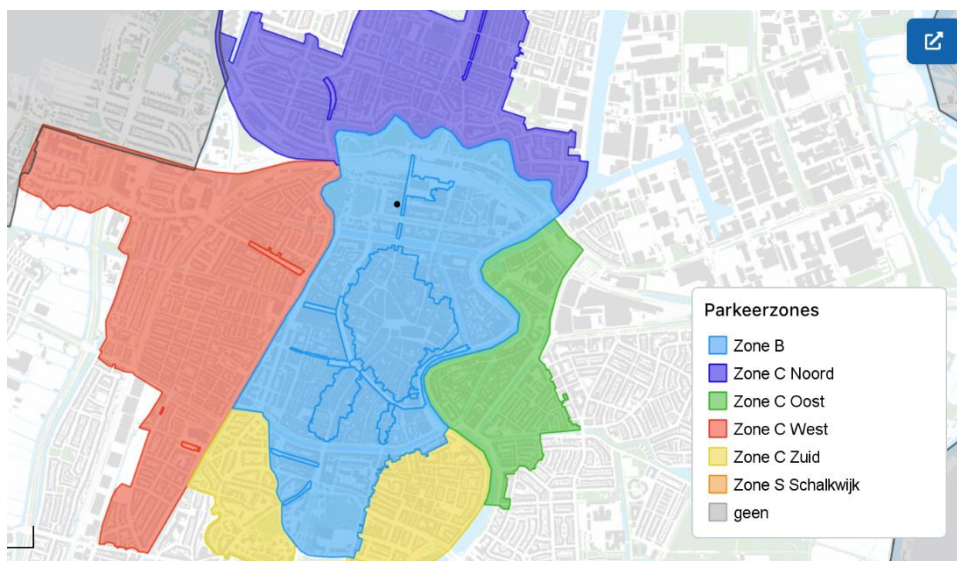 Parkeerzones
Zone B
Zone C Noord
Zone C Oost
Zone C West
Zone C Zuid
Zone S Schalkwijk
geen